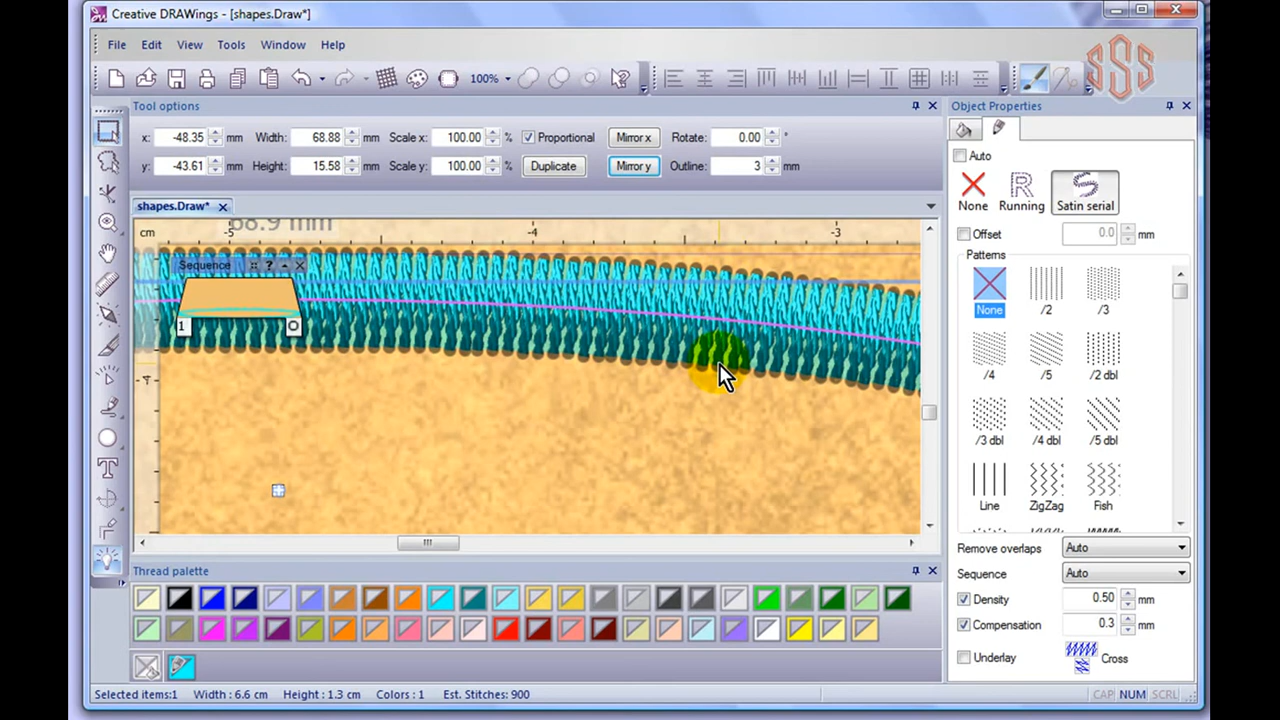 Creative DRAWings - [shapes.Draw*]
SSS
File Edit View Tools Window Help
100%
Tool options
Object Properties
x: -48.35 mm Width: 68.88 mm Scale x: 100.00 % Proportional Mirror x Rotate: 0.00 °
y: -43.61 mm Height: 15.58 mm Scale y: 100.00 % Duplicate Mirror y Outline: 3 mm
Auto
None Running Satin serial
shapes.Draw*
Offset 0.0 mm
68.9 mm
cm -5 -4 -3
Patterns
Sequence ?
1 O
-4
None /2 /3
/4 /5 /2 dbl
/3 dbl /4 dbl /5 dbl
Line ZigZag Fish
Remove overlaps Auto
Sequence Auto
Density 0.50 mm
Compensation 0.3 mm
Underlay Cross
Thread palette
Selected items:1 Width : 6.6 cm Height : 1.3 cm Colors : 1 Est. Stitches: 900
CAP NUM SCRL